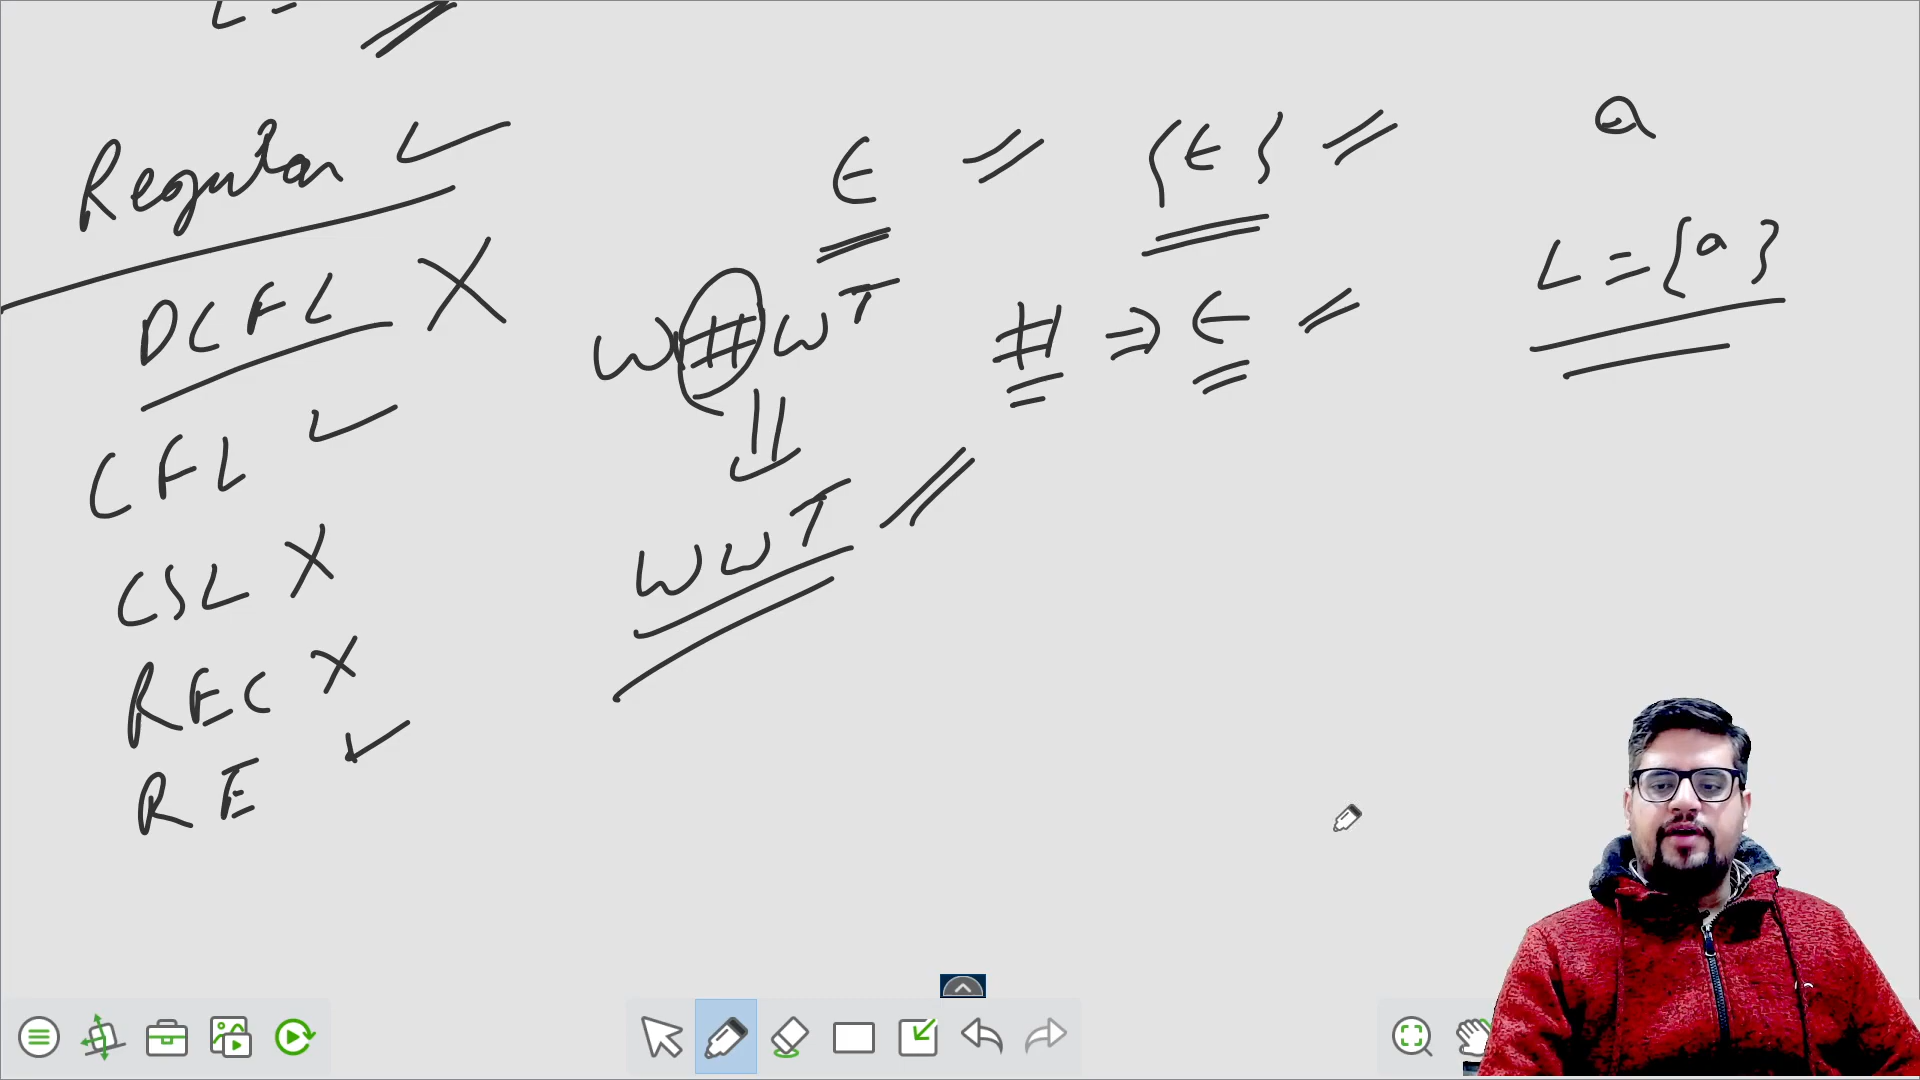 L =
Regular ✓
DCFL X
CFL ✓
CSL X
REC X
RE ✓
ϵ
{ϵ}
W#W^T
# ⇒ ϵ
⇓
WW^T
a
L = {a}